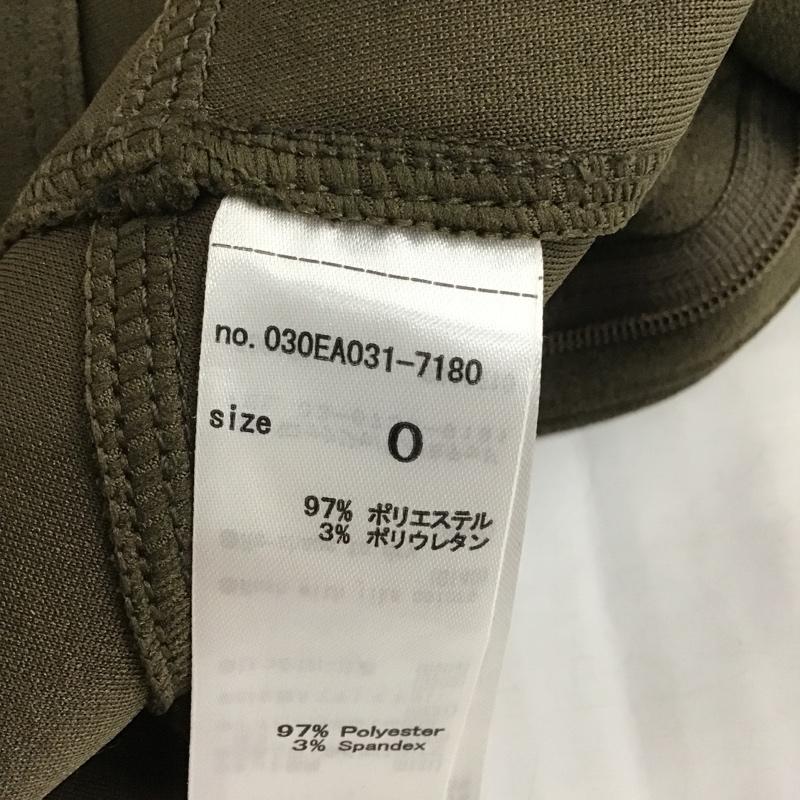 no. 030EA031-7180
size 0
97% ポリエステル
3% ポリウレタン
97% Polyester
3% Spandex